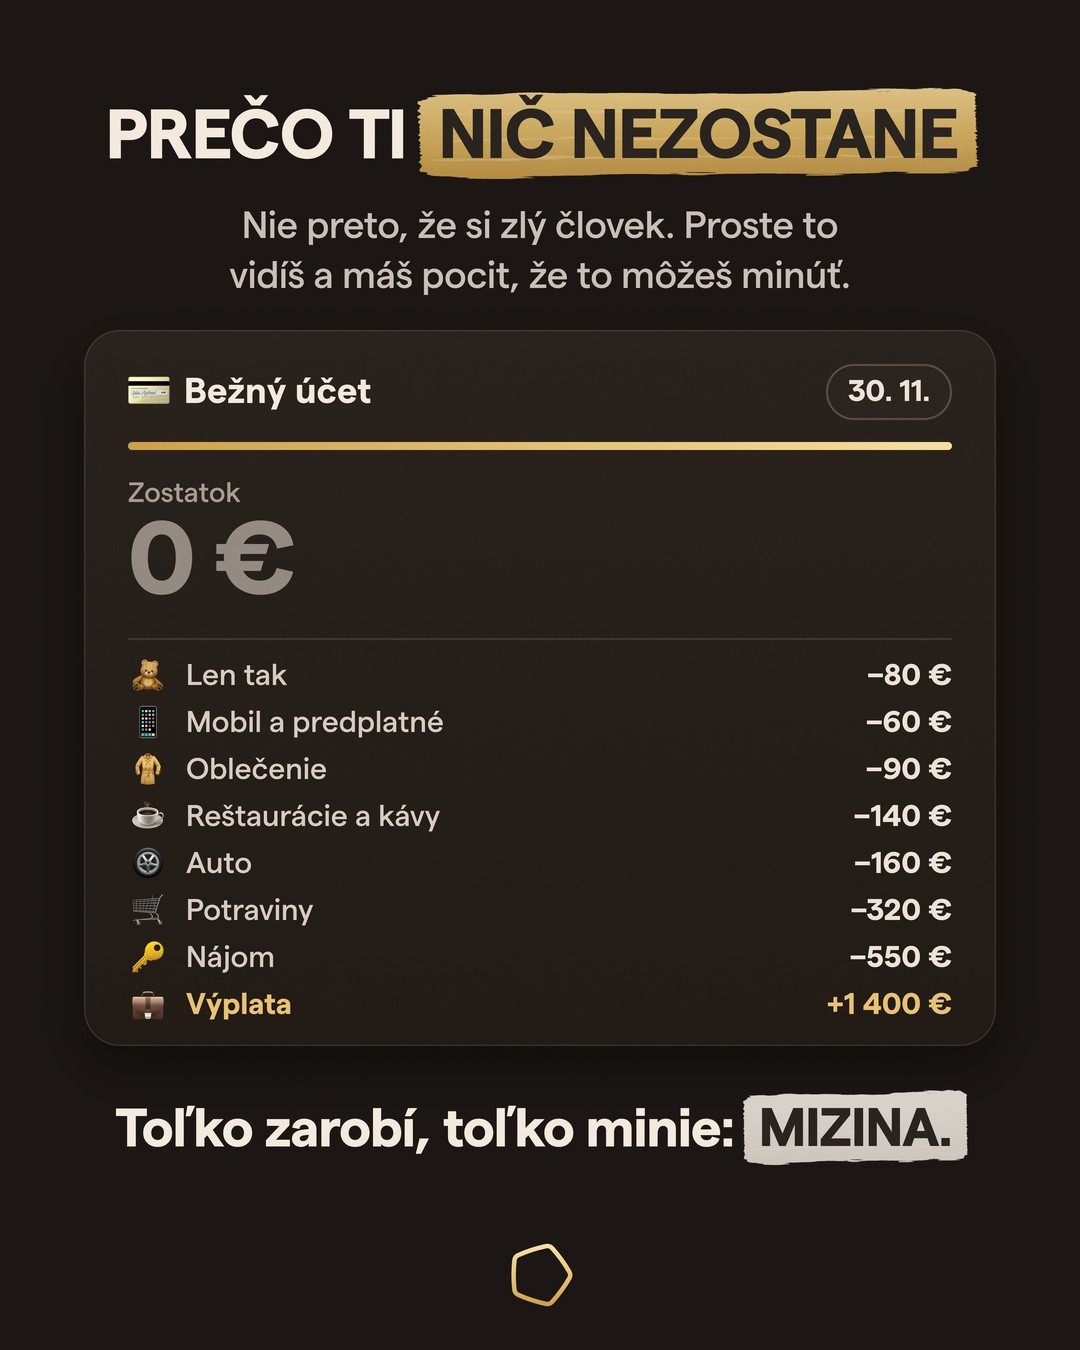 PREČO TI NIČ NEZOSTANE
Nie preto, že si zlý človek. Proste to
vidíš a máš pocit, že to môžeš minúť.
Bežný účet 30. 11.
Zostatok
0 €
Len tak −80 €
Mobil a predplatné −60 €
Oblečenie −90 €
Reštaurácie a kávy −140 €
Auto −160 €
Potraviny −320 €
Nájom −550 €
Výplata +1 400 €
Toľko zarobí, toľko minie: MIZINA.